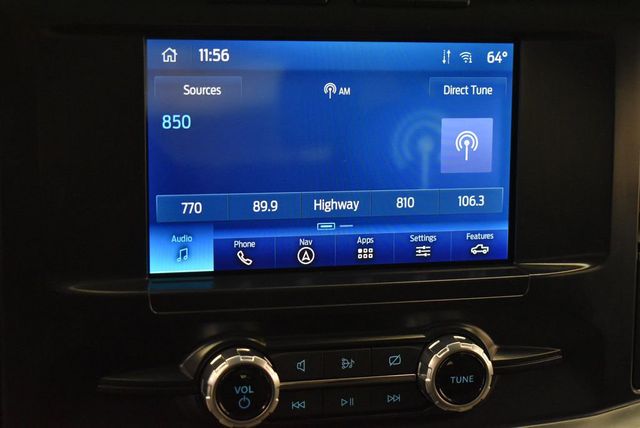 11:56 64°
Sources AM Direct Tune
850
770 89.9 Highway 810 106.3
Audio Phone Nav Apps Settings Features
VOL TUNE